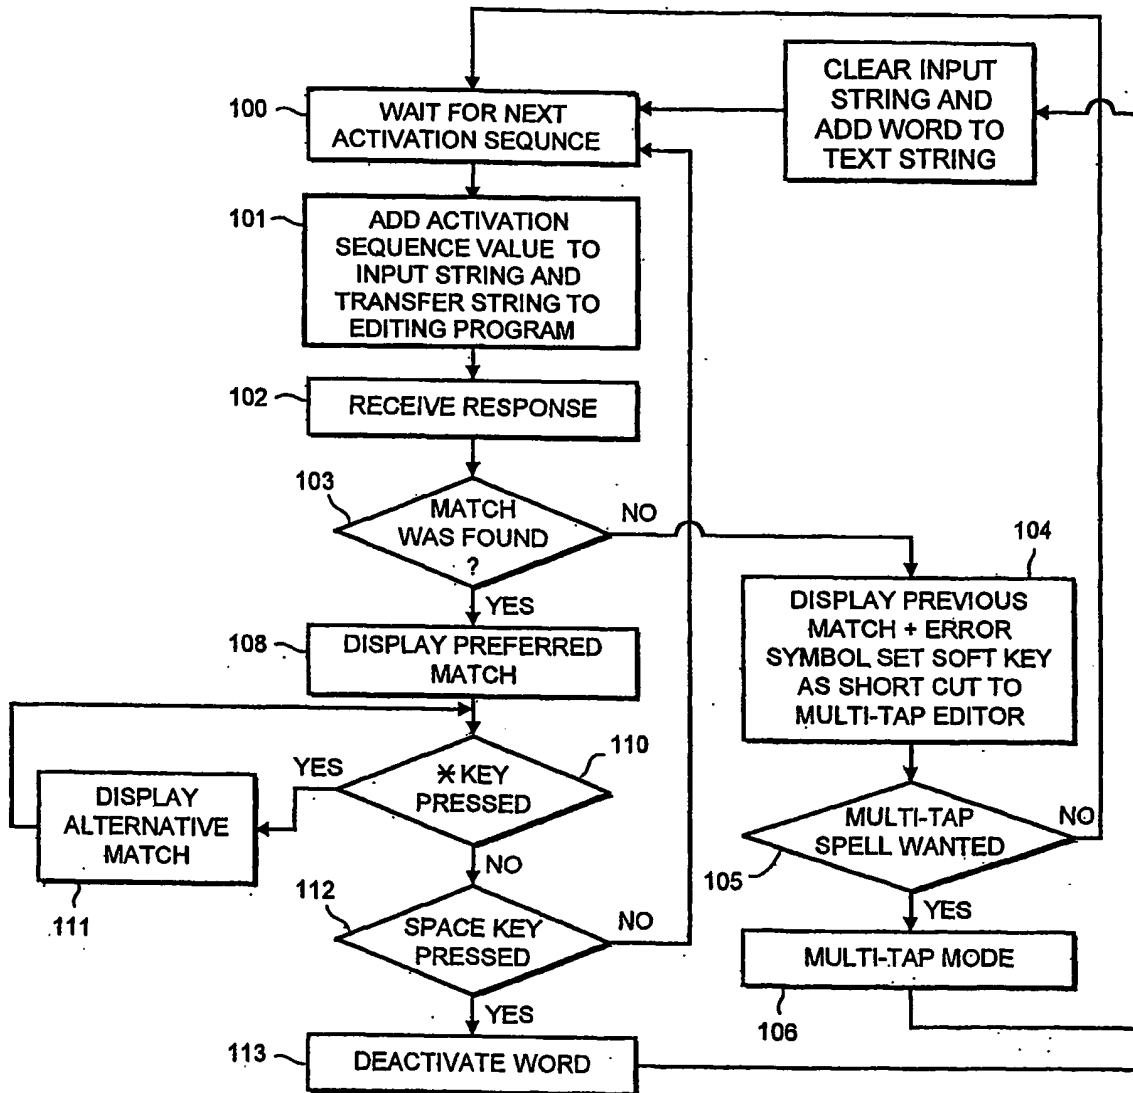 100
WAIT FOR NEXT
ACTIVATION SEQUNCE
CLEAR INPUT
STRING AND
ADD WORD TO
TEXT STRING
101
ADD ACTIVATION
SEQUENCE VALUE TO
INPUT STRING AND
TRANSFER STRING TO
EDITING PROGRAM
102
RECEIVE RESPONSE
103
MATCH
WAS FOUND
?
NO
YES
104
DISPLAY PREVIOUS
MATCH + ERROR
SYMBOL SET SOFT KEY
AS SHORT CUT TO
MULTI-TAP EDITOR
108
DISPLAY PREFERRED
MATCH
110
* KEY
PRESSED
YES
NO
DISPLAY
ALTERNATIVE
MATCH
111
105
MULTI-TAP
SPELL WANTED
NO
YES
112
SPACE KEY
PRESSED
NO
YES
MULTI-TAP MODE
106
113
DEACTIVATE WORD